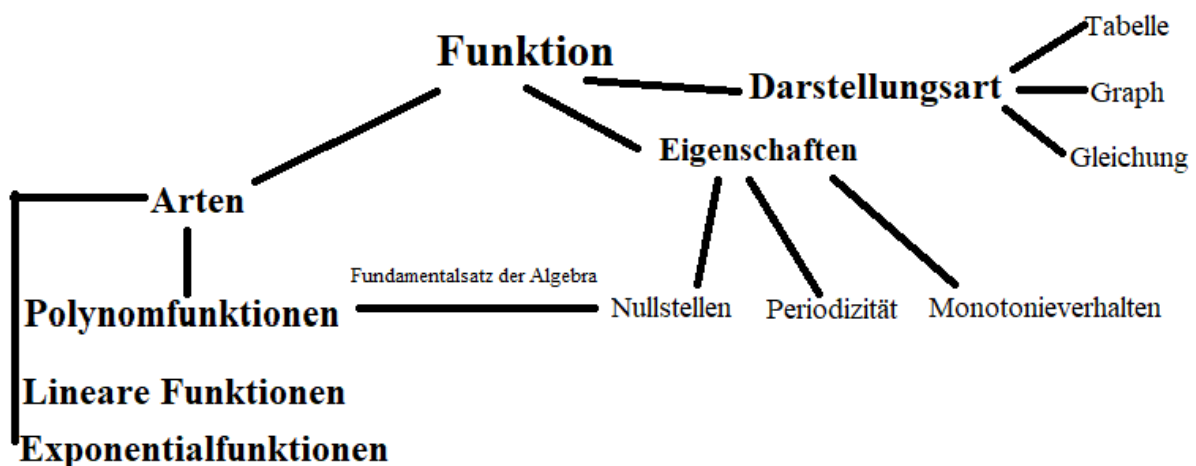 Funktion
Tabelle
Darstellungsart
Graph
Gleichung
Eigenschaften
Arten
Fundamentalsatz der Algebra
Polynomfunktionen
Nullstellen
Periodizität
Monotonieverhalten
Lineare Funktionen
Exponentialfunktionen